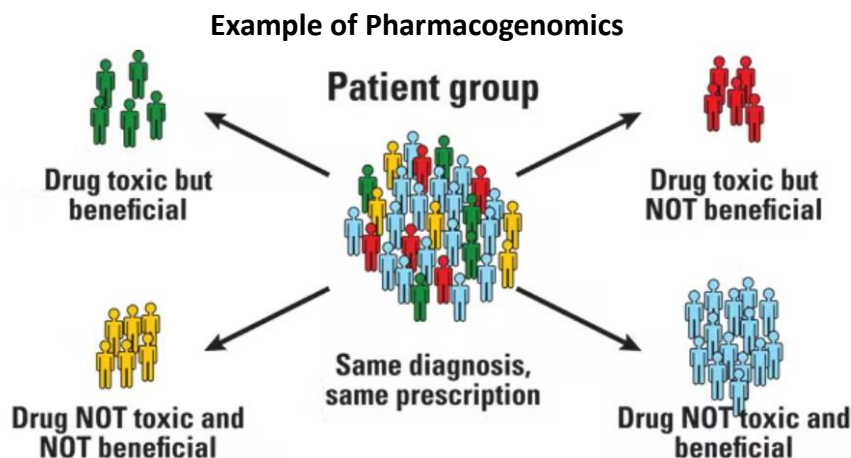 Example of Pharmacogenomics
Patient group
Drug toxic but
beneficial
Drug toxic but
NOT beneficial
Same diagnosis,
same prescription
Drug NOT toxic and
NOT beneficial
Drug NOT toxic and
beneficial